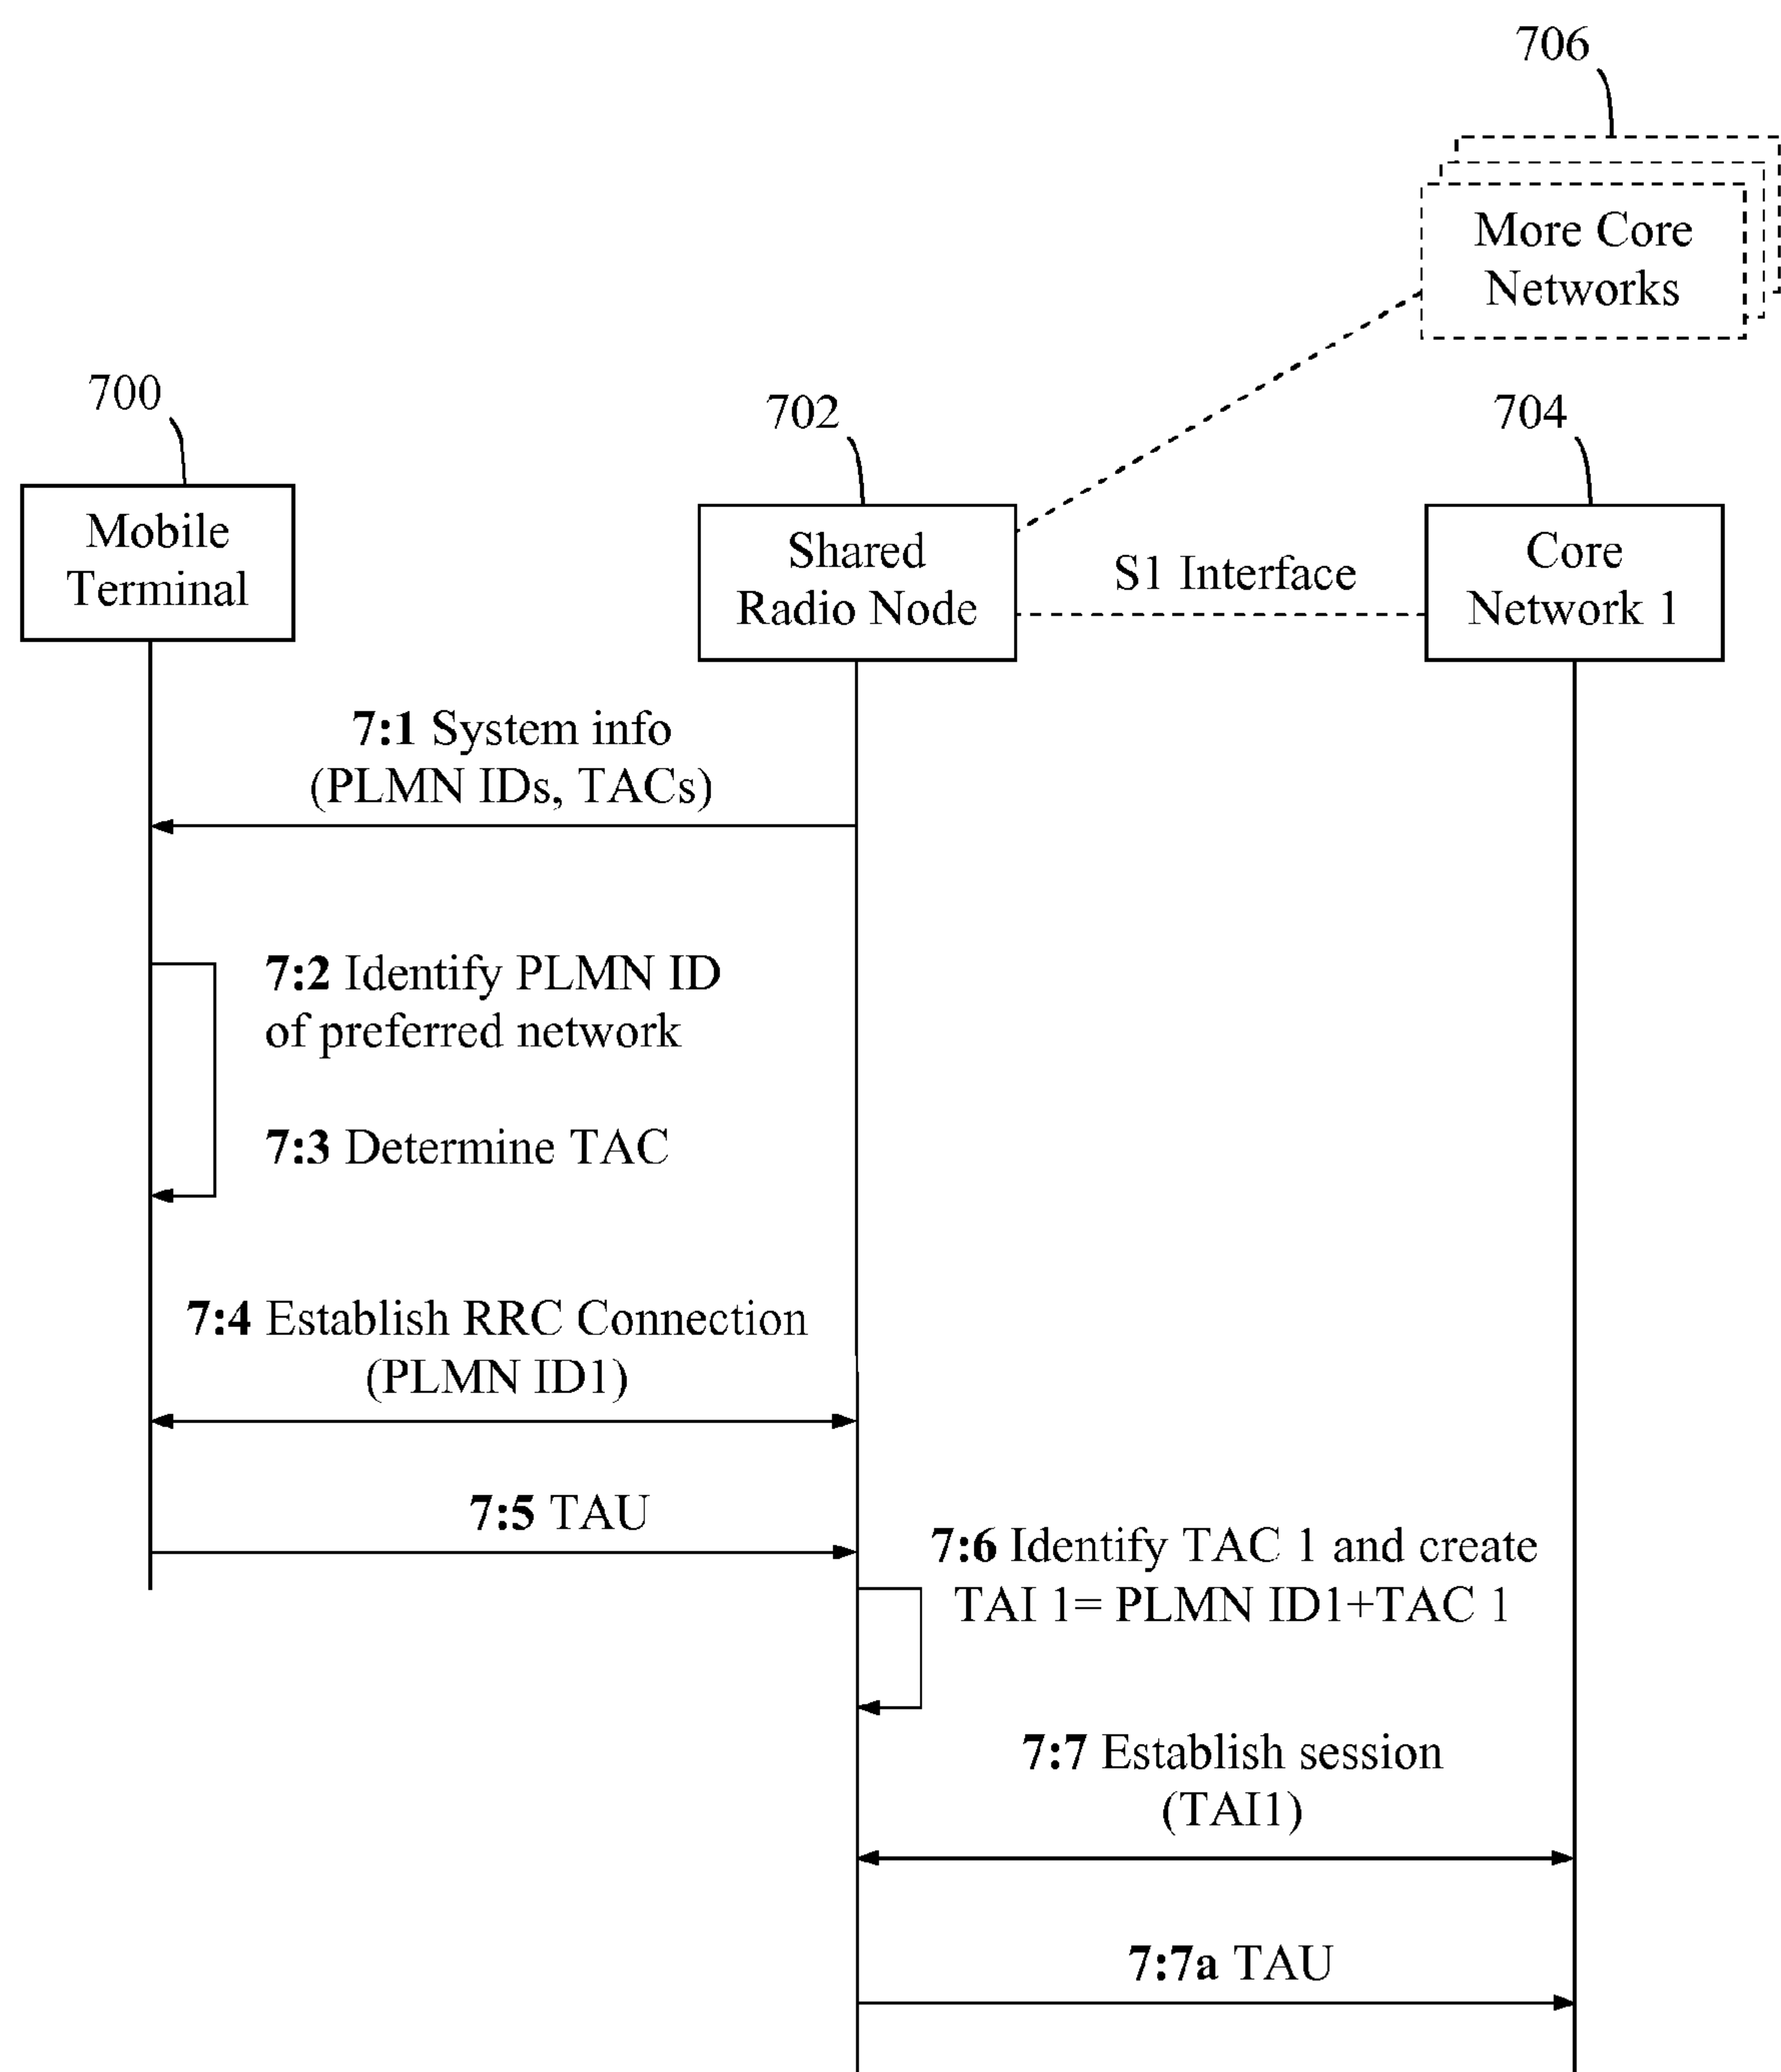 706
More Core
Networks
700
702
704
Mobile
Terminal
Shared
Radio Node
S1 Interface
Core
Network 1
7:1 System info
(PLMN IDs, TACs)
7:2 Identify PLMN ID
of preferred network
7:3 Determine TAC
7:4 Establish RRC Connection
(PLMN ID1)
7:5 TAU
7:6 Identify TAC 1 and create
TAI 1= PLMN ID1+TAC 1
7:7 Establish session
(TAI1)
7:7a TAU